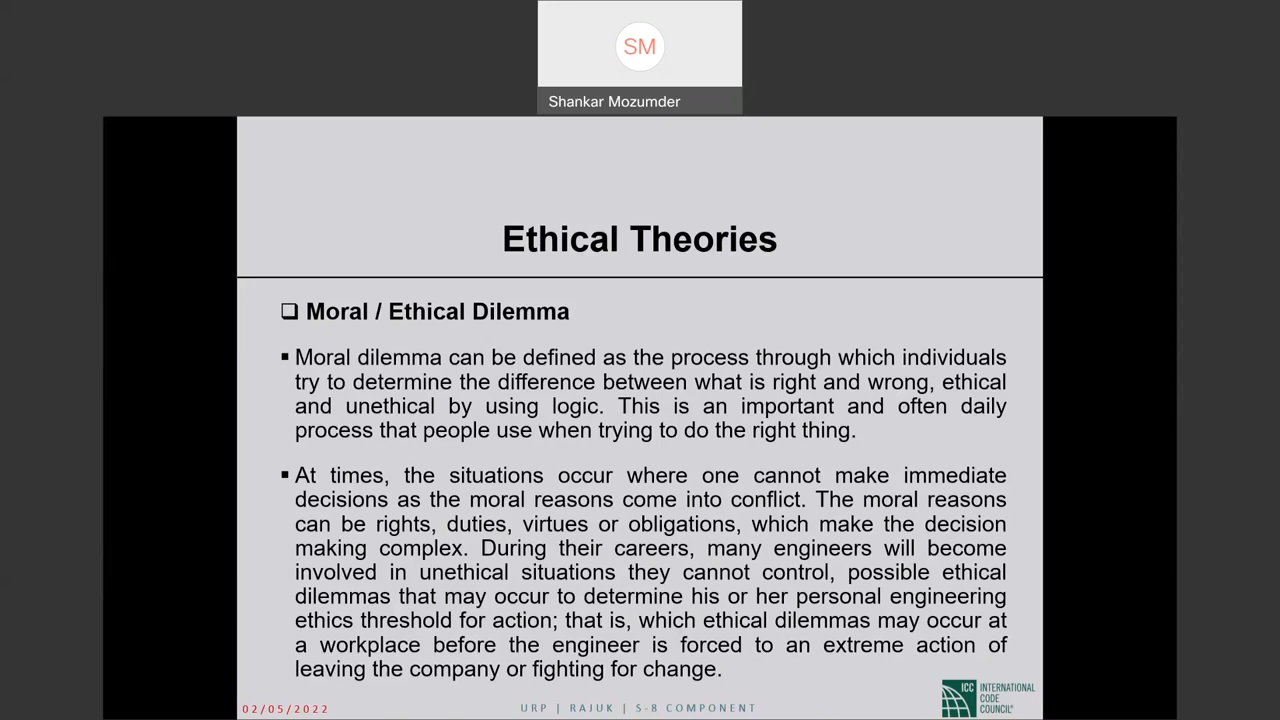 SM
Shankar Mozumder
Ethical Theories
Moral / Ethical Dilemma
Moral dilemma can be defined as the process through which individuals
try to determine the difference between what is right and wrong, ethical
and unethical by using logic. This is an important and often daily
process that people use when trying to do the right thing.
At times, the situations occur where one cannot make immediate
decisions as the moral reasons come into conflict. The moral reasons
can be rights, duties, virtues or obligations, which make the decision
making complex. During their careers, many engineers will become
involved in unethical situations they cannot control, possible ethical
dilemmas that may occur to determine his or her personal engineering
ethics threshold for action; that is, which ethical dilemmas may occur at
a workplace before the engineer is forced to an extreme action of
leaving the company or fighting for change.
02/05/2022
URP | RAJUK | S-8 COMPONENT
ICC
INTERNATIONAL
CODE
COUNCIL®